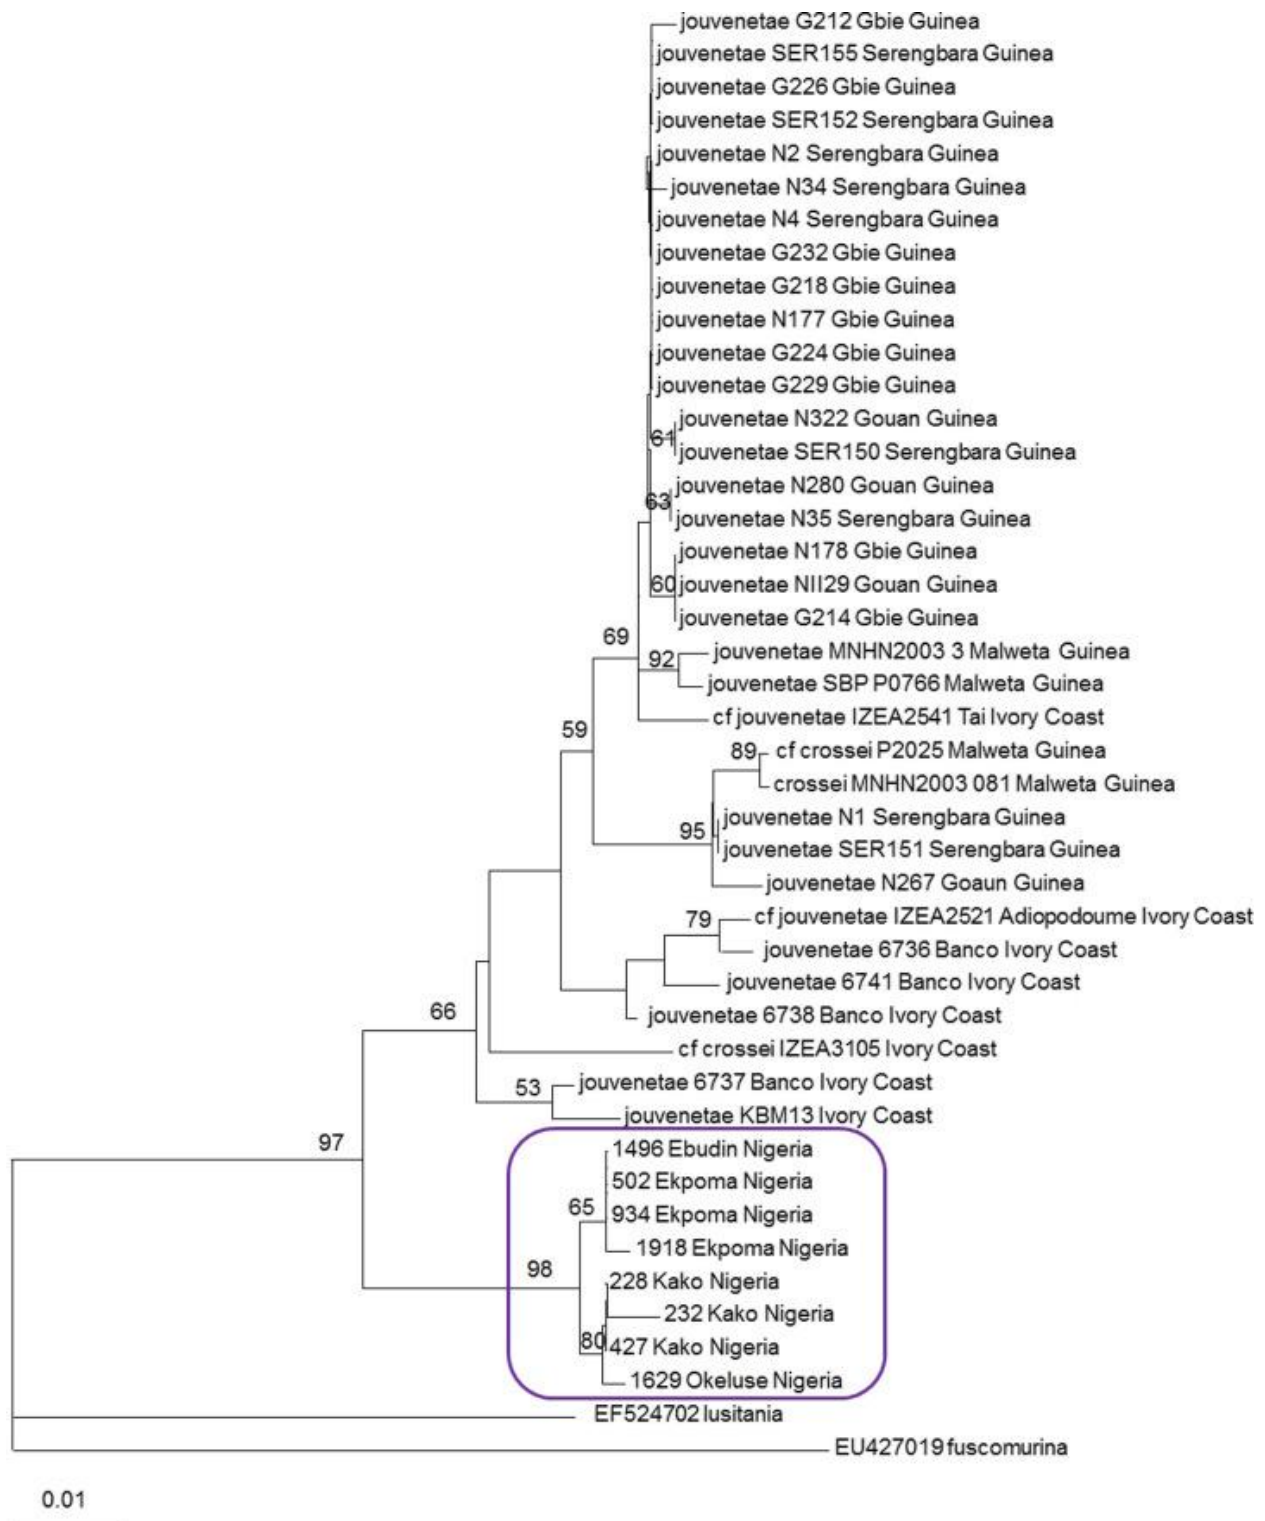 jouvenetae G212 Gbie Guinea
jouvenetae SER155 Serengbara Guinea
jouvenetae G226 Gbie Guinea
jouvenetae SER152 Serengbara Guinea
jouvenetae N2 Serengbara Guinea
jouvenetae N34 Serengbara Guinea
jouvenetae N4 Serengbara Guinea
jouvenetae G232 Gbie Guinea
jouvenetae G218 Gbie Guinea
jouvenetae N177 Gbie Guinea
jouvenetae G224 Gbie Guinea
jouvenetae G229 Gbie Guinea
jouvenetae N322 Gouan Guinea
61
jouvenetae SER150 Serengbara Guinea
jouvenetae N280 Gouan Guinea
63
jouvenetae N35 Serengbara Guinea
jouvenetae N178 Gbie Guinea
60 jouvenetae NII29 Gouan Guinea
jouvenetae G214 Gbie Guinea
69
jouvenetae MNHN2003 3 Malweta Guinea
92
jouvenetae SBP P0766 Malweta Guinea
cf jouvenetae IZEA2541 Tai Ivory Coast
59
89 cf crossei P2025 Malweta Guinea
crossei MNHN2003 081 Malweta Guinea
jouvenetae N1 Serengbara Guinea
95
jouvenetae SER151 Serengbara Guinea
jouvenetae N267 Goaun Guinea
79 cf jouvenetae IZEA2521 Adiopodoume Ivory Coast
jouvenetae 6736 Banco Ivory Coast
jouvenetae 6741 Banco Ivory Coast
66
jouvenetae 6738 Banco Ivory Coast
cf crossei IZEA3105 Ivory Coast
53 jouvenetae 6737 Banco Ivory Coast
jouvenetae KBM13 Ivory Coast
97
1496 Ebudin Nigeria
502 Ekpoma Nigeria
65
934 Ekpoma Nigeria
1918 Ekpoma Nigeria
98
228 Kako Nigeria
232 Kako Nigeria
80 427 Kako Nigeria
1629 Okeluse Nigeria
EF524702 lusitania
EU427019 fuscomurina
0.01